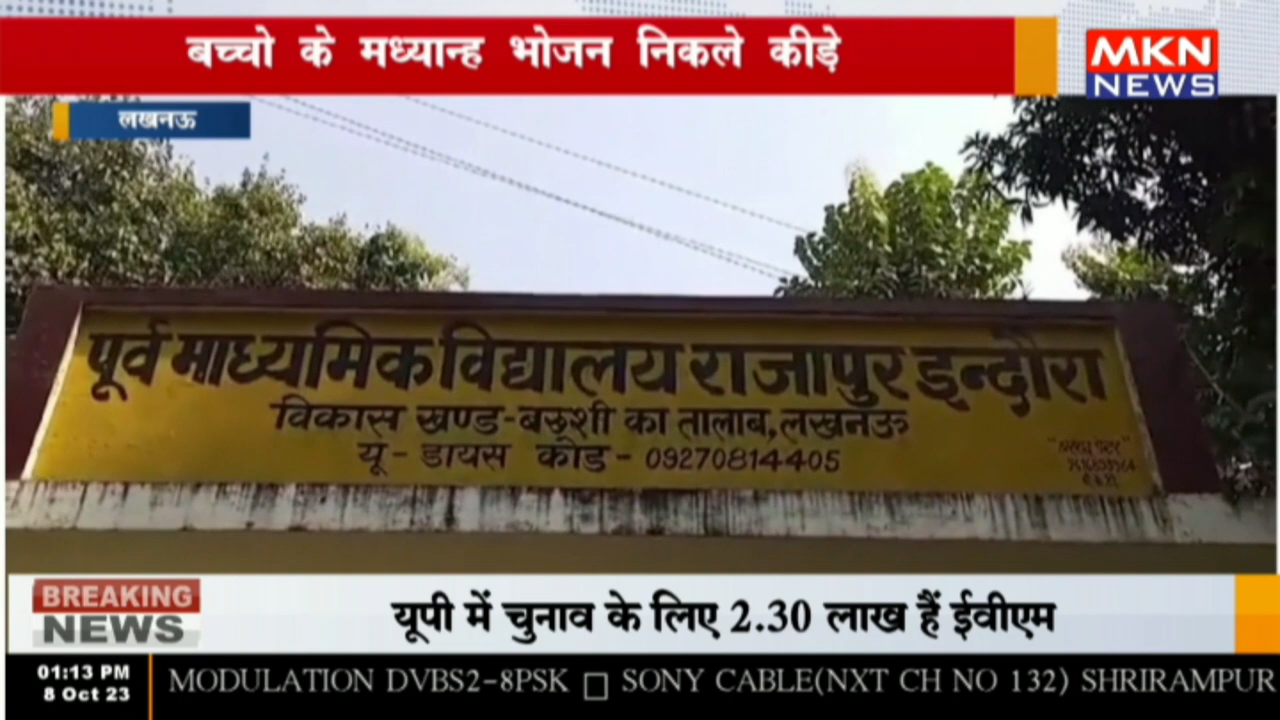 बच्चो के मध्यान्ह भोजन निकले कीड़े
MKN
NEWS
लखनऊ
पूर्व माध्यमिक विद्यालय राजापुर इन्दौरा
विकास खण्ड-बख्शी का तालाब, लखनऊ
यू-डायस कोड-09270814405
BREAKING
NEWS
यूपी में चुनाव के लिए 2.30 लाख हैं ईवीएम
01:13 PM
8 Oct 23
MODULATION DVBS2-8PSK □ SONY CABLE(NXT CH NO 132) SHRIRAMPUR